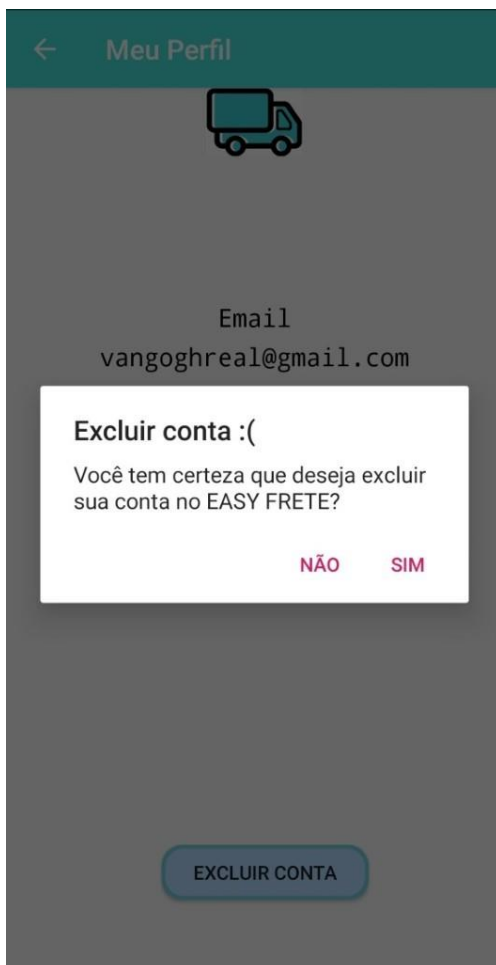 Meu Perfil
Email
vangoghreal@gmail.com
Excluir conta :(
Você tem certeza que deseja excluir
sua conta no EASY FRETE?
NÃO SIM
EXCLUIR CONTA